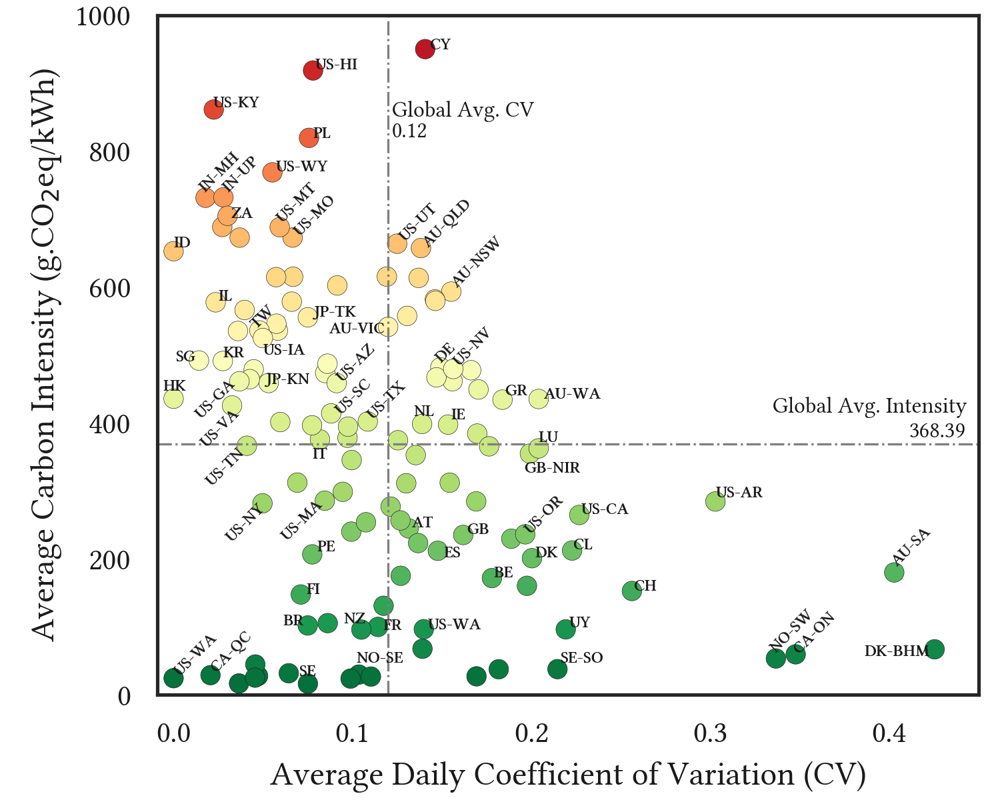 1000
800
600
400
200
0
Average Carbon Intensity (g.CO₂eq/kWh)
CY
US-HI
US-KY
Global Avg. CV
0.12
PL
US-WY
IN-MH
IN-UP
ZA
US-MT
US-MO
US-UT
AU-QLD
ID
AU-NSW
IL
TW
JP-TK
AU-VIC
US-IA
SG
KR
US-AZ
DE
US-NV
HK
JP-KN
US-GA
US-SC
US-TX
GR
AU-WA
US-VA
NL
IE
Global Avg. Intensity
368.39
US-TN
IT
LU
GB-NIR
US-NY
US-MA
US-OR
US-CA
US-AR
AT
GB
PE
ES
DK
CL
AU-SA
BE
FI
CH
BR
NZ
FR
US-WA
UY
NO-SW
CA-ON
DK-BHM
US-WA
CA-QC
SE
NO-SE
SE-SO
0.0
0.1
0.2
0.3
0.4
Average Daily Coefficient of Variation (CV)